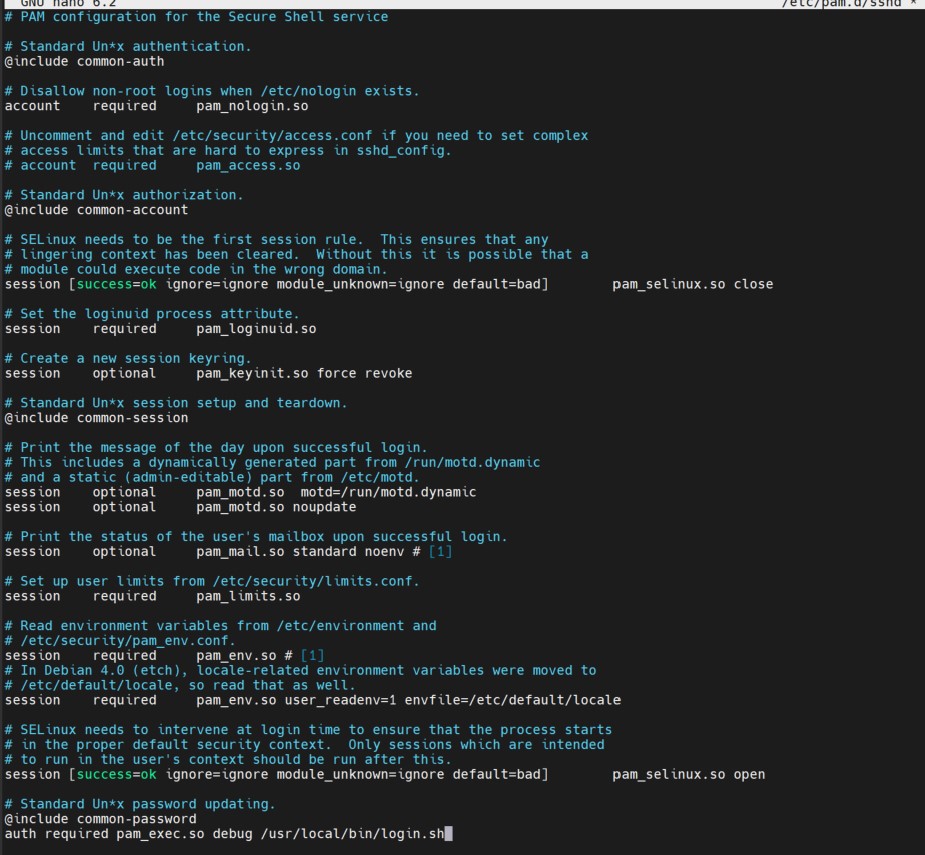 GNU nano 6.2 /etc/pam.d/sshd *
# PAM configuration for the Secure Shell service
# Standard Un*x authentication.
@include common-auth
# Disallow non-root logins when /etc/nologin exists.
account    required     pam_nologin.so
# Uncomment and edit /etc/security/access.conf if you need to set complex
# access limits that are hard to express in sshd_config.
# account  required     pam_access.so
# Standard Un*x authorization.
@include common-account
# SELinux needs to be the first session rule.  This ensures that any
# lingering context has been cleared.  Without this it is possible that a
# module could execute code in the wrong domain.
session [success=ok ignore=ignore module_unknown=ignore default=bad]        pam_selinux.so close
# Set the loginuid process attribute.
session    required     pam_loginuid.so
# Create a new session keyring.
session    optional     pam_keyinit.so force revoke
# Standard Un*x session setup and teardown.
@include common-session
# Print the message of the day upon successful login.
# This includes a dynamically generated part from /run/motd.dynamic
# and a static (admin-editable) part from /etc/motd.
session    optional     pam_motd.so  motd=/run/motd.dynamic
session    optional     pam_motd.so noupdate
# Print the status of the user's mailbox upon successful login.
session    optional     pam_mail.so standard noenv # [1]
# Set up user limits from /etc/security/limits.conf.
session    required     pam_limits.so
# Read environment variables from /etc/environment and
# /etc/security/pam_env.conf.
session    required     pam_env.so # [1]
# In Debian 4.0 (etch), locale-related environment variables were moved to
# /etc/default/locale, so read that as well.
session    required     pam_env.so user_readenv=1 envfile=/etc/default/locale
# SELinux needs to intervene at login time to ensure that the process starts
# in the proper default security context.  Only sessions which are intended
# to run in the user's context should be run after this.
session [success=ok ignore=ignore module_unknown=ignore default=bad]        pam_selinux.so open
# Standard Un*x password updating.
@include common-password
auth required pam_exec.so debug /usr/local/bin/login.sh